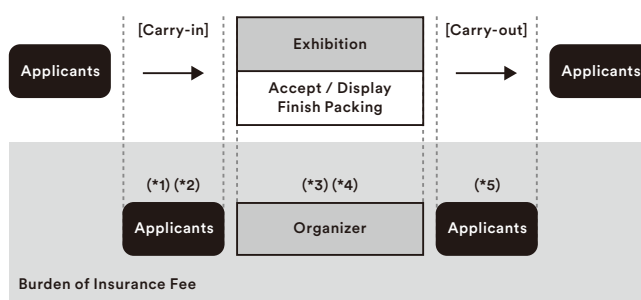 [Carry-in]
[Carry-out]
Applicants
Exhibition
Accept / Display
Finish Packing
Applicants
(*1) (*2)
(*3) (*4)
(*5)
Applicants
Organizer
Applicants
Burden of Insurance Fee